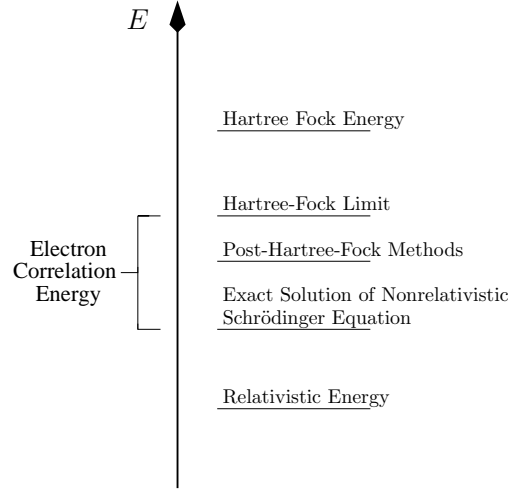 E
Hartree Fock Energy
Hartree-Fock Limit
Post-Hartree-Fock Methods
Electron
Correlation
Energy
Exact Solution of Nonrelativistic
Schrödinger Equation
Relativistic Energy